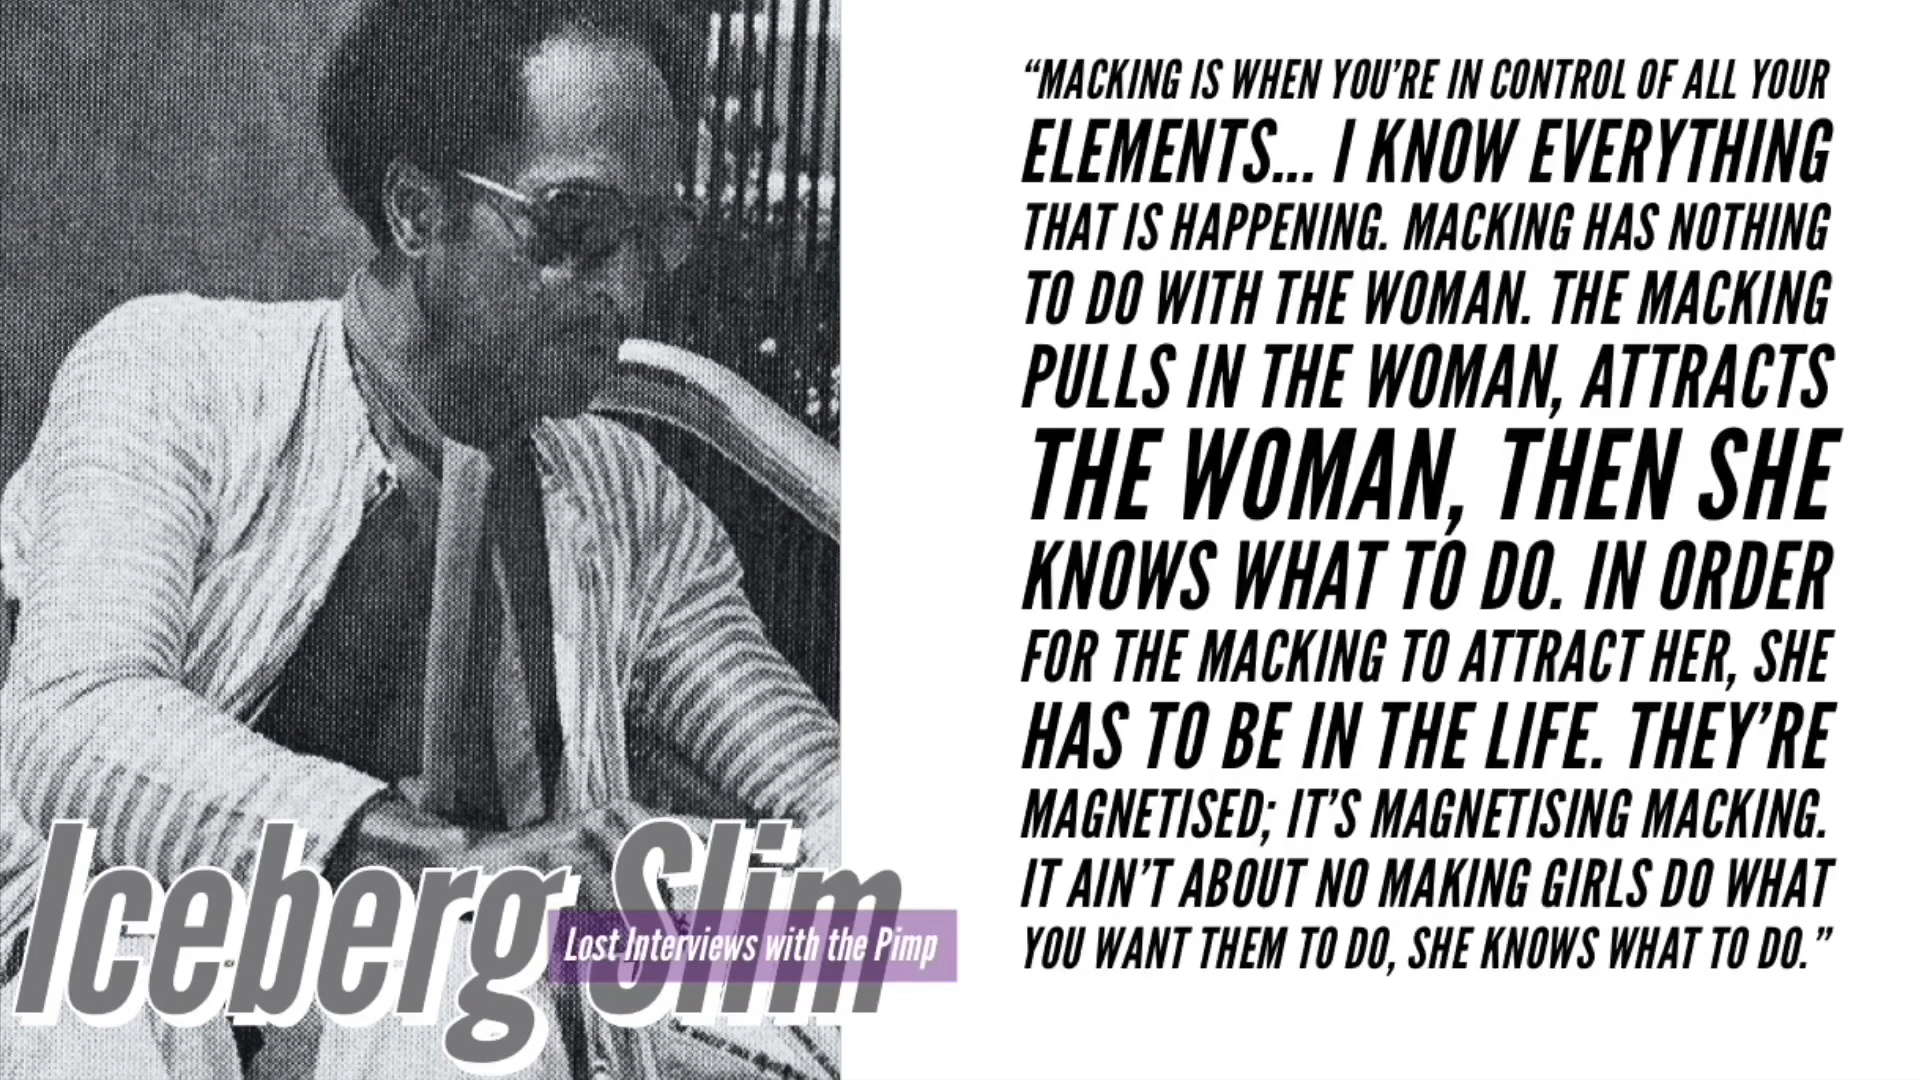 “MACKING IS WHEN YOU’RE IN CONTROL OF ALL YOUR
ELEMENTS... I KNOW EVERYTHING
THAT IS HAPPENING. MACKING HAS NOTHING
TO DO WITH THE WOMAN. THE MACKING
PULLS IN THE WOMAN, ATTRACTS
THE WOMAN, THEN SHE
KNOWS WHAT TO DO. IN ORDER
FOR THE MACKING TO ATTRACT HER, SHE
HAS TO BE IN THE LIFE. THEY’RE
MAGNETISED; IT’S MAGNETISING MACKING.
IT AIN’T ABOUT NO MAKING GIRLS DO WHAT
YOU WANT THEM TO DO, SHE KNOWS WHAT TO DO.”
Iceberg Slim
Lost Interviews with the Pimp